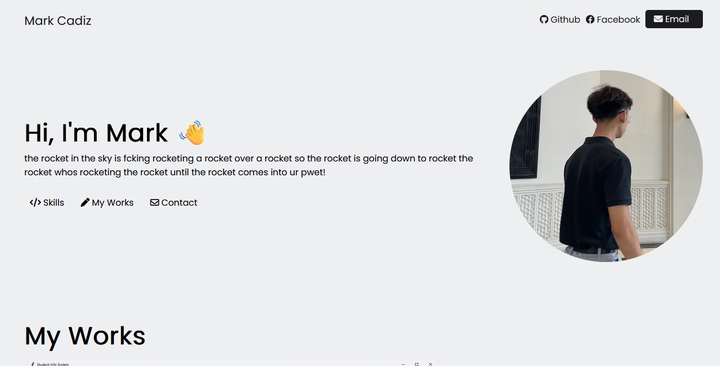 Mark Cadiz
Github Facebook Email
Hi, I'm Mark 👋
the rocket in the sky is fcking rocketing a rocket over a rocket so the rocket is going down to rocket the
rocket whos rocketing the rocket until the rocket comes into ur pwet!
Skills My Works Contact
My Works
Student Info System